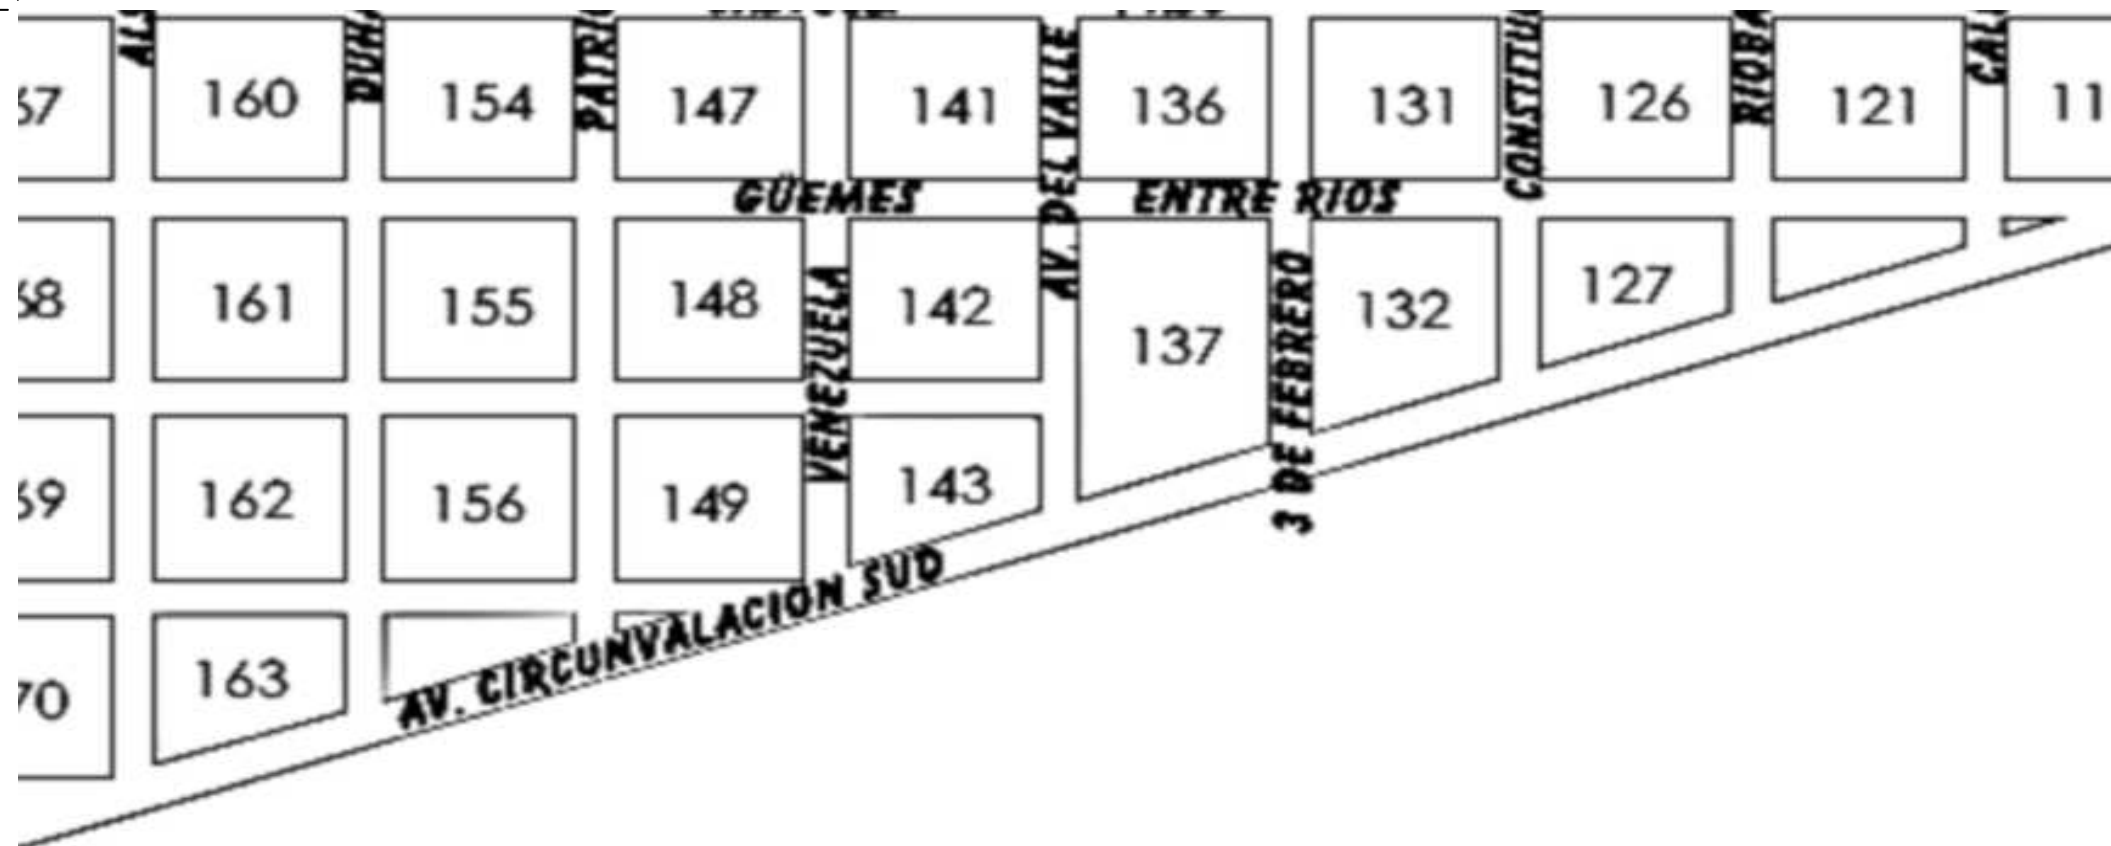 160 154 147 141 136 131 126 121 11
AV. DEL VALLE
GÜEMES ENTRE RIOS
161 155 148 142 137 132 127
VENEZUELA
3 DE FEBRERO
162 156 149 143
163
AV. CIRCUNVALACION SUD